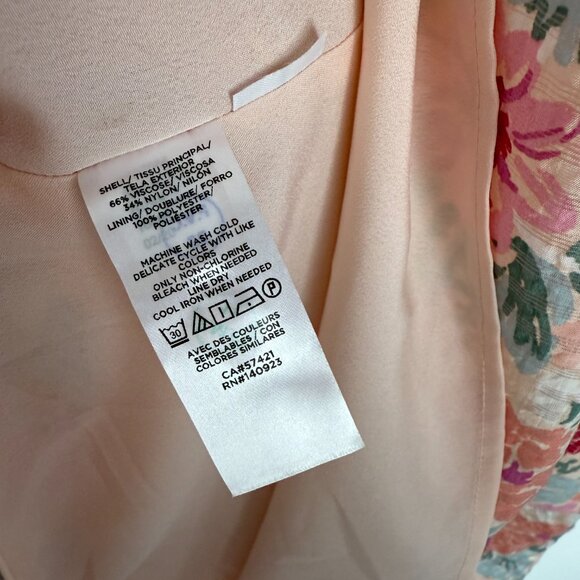 SHELL/ TISSU PRINCIPAL/
TELA EXTERIOR
66% VISCOSE/ VISCOSA
34% NYLON/ NILÓN
LINING/ DOUBLURE/ FORRO
100% POLYESTER/
POLIÉSTER
MACHINE WASH COLD
DELICATE CYCLE WITH LIKE
COLORS
ONLY NON-CHLORINE
BLEACH WHEN NEEDED
LINE DRY
COOL IRON WHEN NEEDED
30 P
AVEC DES COULEURS
SEMBLABLES / CON
COLORES SIMILARES
CA#57421
RN#140923